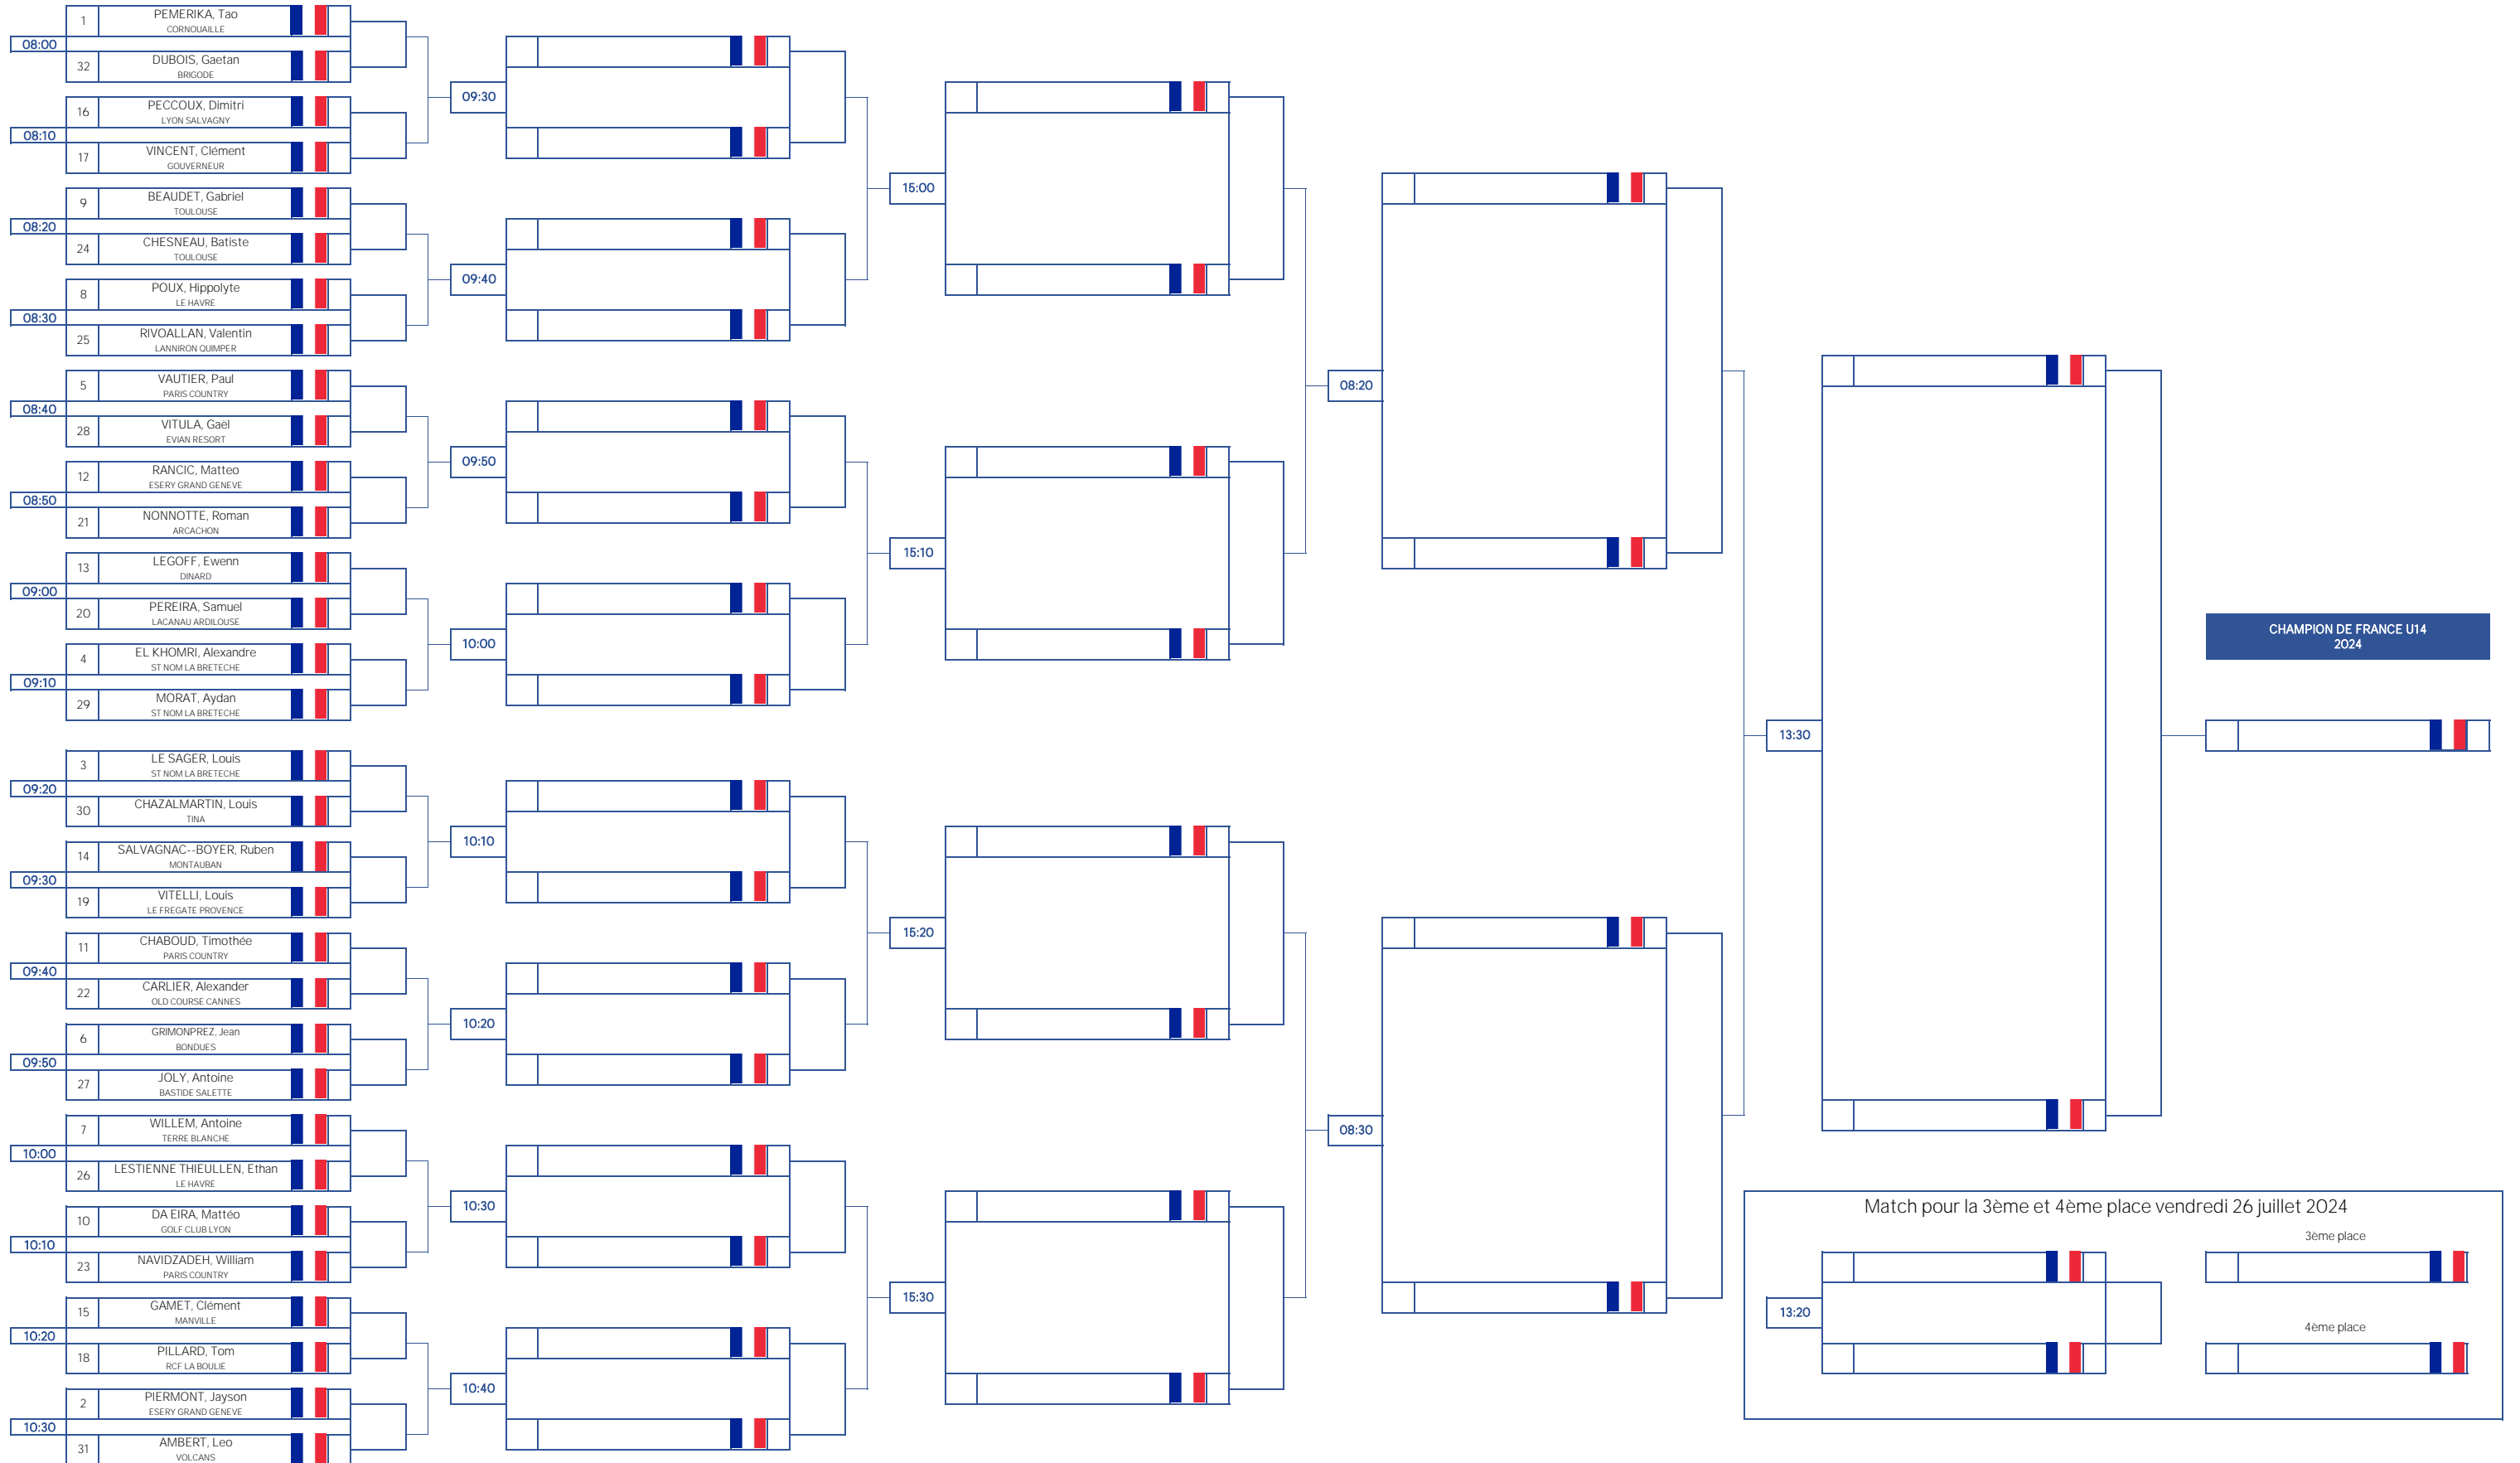 1
PEMERIKA, Tao
CORNOUAILLE
08:00
32
DUBOIS, Gaetan
BRIGODE
16
PECCOUX, Dimitri
LYON SALVAGNY
08:10
17
VINCENT, Clément
GOUVERNEUR
9
BEAUDET, Gabriel
TOULOUSE
08:20
24
CHESNEAU, Batiste
TOULOUSE
8
POUX, Hippolyte
LE HAVRE
08:30
25
RIVOALLAN, Valentin
LANNIRON QUIMPER
5
VAUTIER, Paul
PARIS COUNTRY
08:40
28
VITULA, Gaël
EVIAN RESORT
12
RANCIC, Matteo
ESERY GRAND GENEVE
08:50
21
NONNOTTE, Roman
ARCACHON
13
LEGOFF, Ewenn
DINARD
09:00
20
PEREIRA, Samuel
LACANAU ARDILOUSE
4
EL KHOMRI, Alexandre
ST NOM LA BRETECHE
09:10
29
MORAT, Aydan
ST NOM LA BRETECHE
3
LE SAGER, Louis
ST NOM LA BRETECHE
09:20
30
CHAZALMARTIN, Louis
TINA
14
SALVAGNAC--BOYER, Ruben
MONTAUBAN
09:30
19
VITELLI, Louis
LE FREGATE PROVENCE
11
CHABOUD, Timothée
PARIS COUNTRY
09:40
22
CARLIER, Alexander
OLD COURSE CANNES
6
GRIMONPREZ, Jean
BONDUES
09:50
27
JOLY, Antoine
BASTIDE SALETTE
7
WILLEM, Antoine
TERRE BLANCHE
10:00
26
LESTIENNE THIEULLEN, Ethan
LE HAVRE
10
DA EIRA, Mattéo
GOLF CLUB LYON
10:10
23
NAVIDZADEH, William
PARIS COUNTRY
15
GAMET, Clément
MANVILLE
10:20
18
PILLARD, Tom
RCF LA BOULIE
2
PIERMONT, Jayson
ESERY GRAND GENEVE
10:30
31
AMBERT, Leo
VOLCANS
09:30
09:40
09:50
10:00
10:10
10:20
10:30
10:40
15:00
15:10
15:20
15:30
08:20
08:30
13:30
CHAMPION DE FRANCE U14
2024
Match pour la 3ème et 4ème place vendredi 26 juillet 2024
3ème place
13:20
4ème place